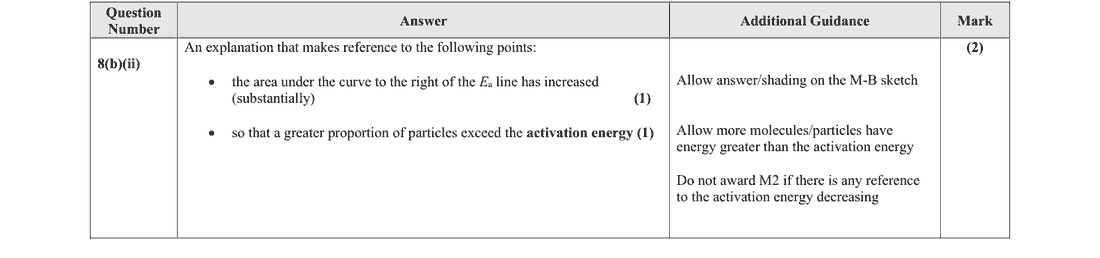 Question
Number
Answer
Additional Guidance
Mark
8(b)(ii)
An explanation that makes reference to the following points:
• the area under the curve to the right of the Eₐ line has increased
(substantially) (1)
• so that a greater proportion of particles exceed the activation energy (1)
Allow answer/shading on the M-B sketch
Allow more molecules/particles have
energy greater than the activation energy
Do not award M2 if there is any reference
to the activation energy decreasing
(2)